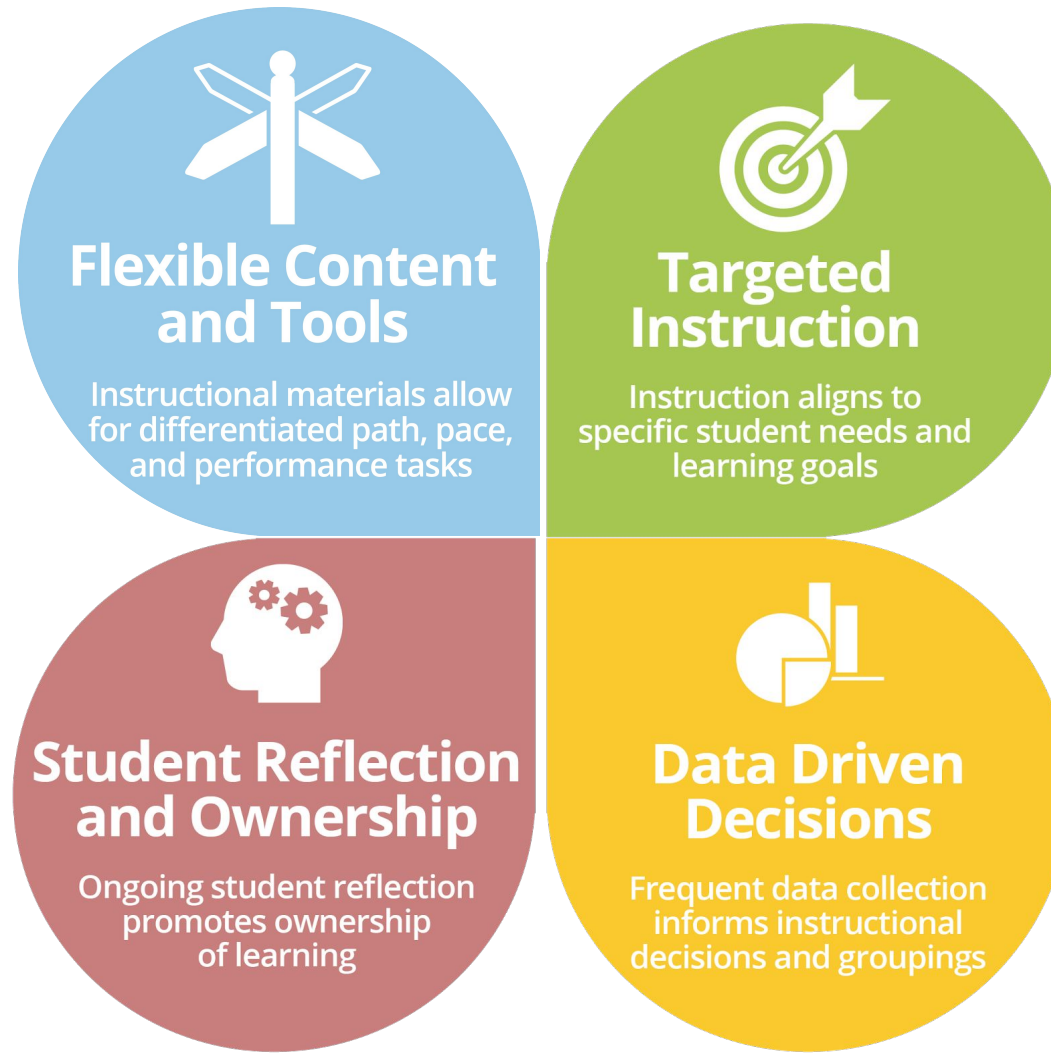 Flexible Content
and Tools
Instructional materials allow
for differentiated path, pace,
and performance tasks
Targeted
Instruction
Instruction aligns to
specific student needs and
learning goals
Student Reflection
and Ownership
Ongoing student reflection
promotes ownership
of learning
Data Driven
Decisions
Frequent data collection
informs instructional
decisions and groupings